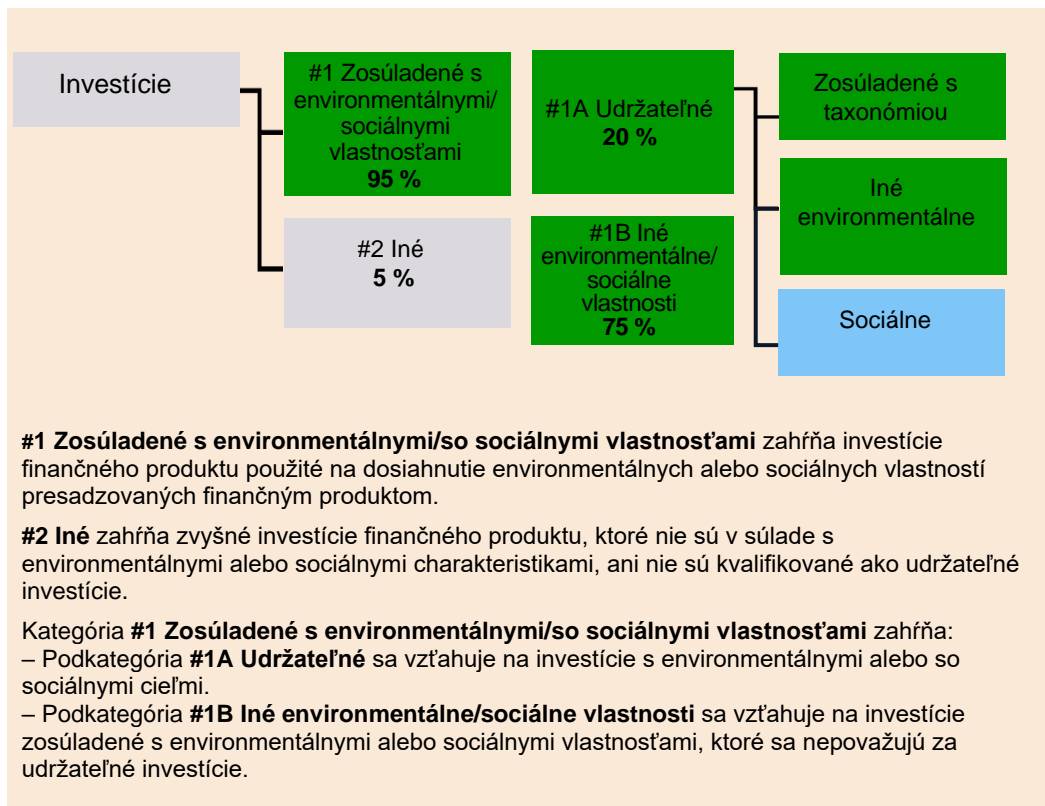 Investície
#1 Zosúladené s
environmentálnymi/
sociálnymi
vlastnosťami
95 %
#2 Iné
5 %
#1A Udržateľné
20 %
#1B Iné
environmentálne/
sociálne
vlastnosti
75 %
Zosúladené s
taxonómiou
Iné
environmentálne
Sociálne
#1 Zosúladené s environmentálnymi/so sociálnymi vlastnosťami zahŕňa investície
finančného produktu použité na dosiahnutie environmentálnych alebo sociálnych vlastností
presadzovaných finančným produktom.
#2 Iné zahŕňa zvyšné investície finančného produktu, ktoré nie sú v súlade s
environmentálnymi alebo sociálnymi charakteristikami, ani nie sú kvalifikované ako udržateľné
investície.
Kategória #1 Zosúladené s environmentálnymi/so sociálnymi vlastnosťami zahŕňa:
– Podkategória #1A Udržateľné sa vzťahuje na investície s environmentálnymi alebo so
sociálnymi cieľmi.
– Podkategória #1B Iné environmentálne/sociálne vlastnosti sa vzťahuje na investície
zosúladené s environmentálnymi alebo sociálnymi vlastnosťami, ktoré sa nepovažujú za
udržateľné investície.